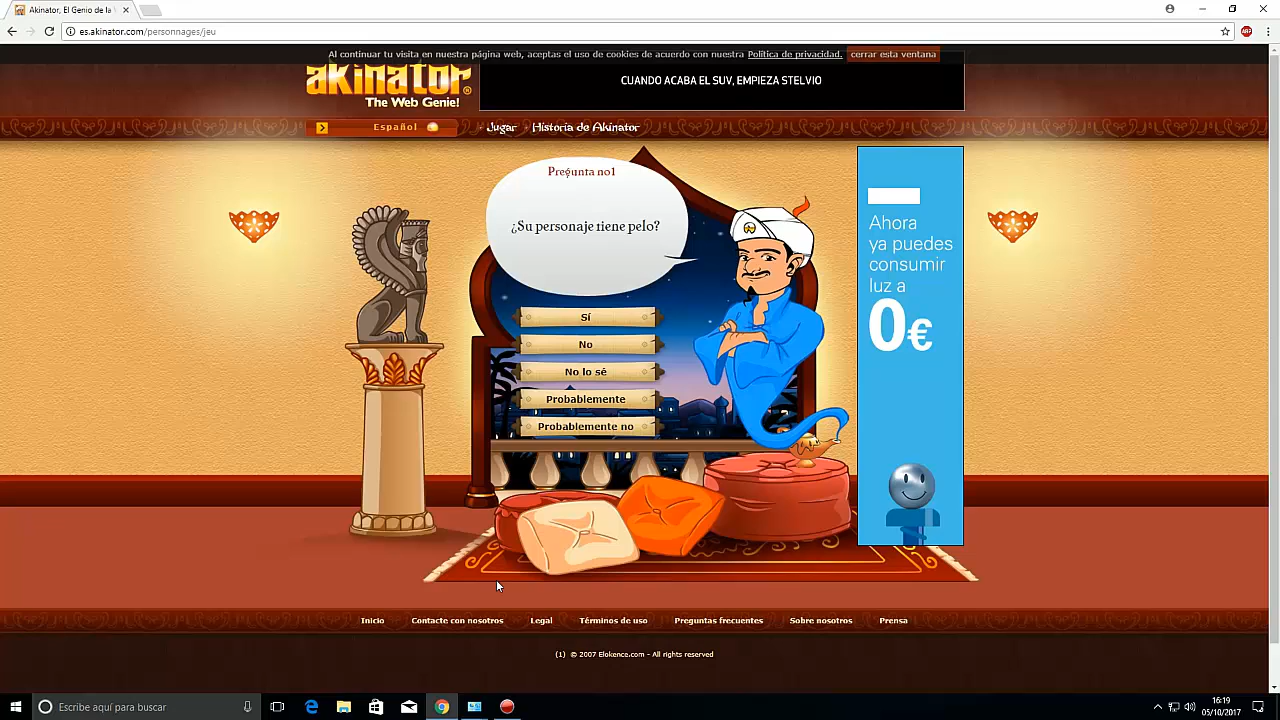 Akinator, El Genio de la
es.akinator.com/personnages/jeu
Al continuar tu visita en nuestra página web, aceptas el uso de cookies de acuerdo con nuestra Política de privacidad. cerrar esta ventana
akinator®
The Web Genie!
CUANDO ACABA EL SUV, EMPIEZA STELVIO
Español
Jugar
Historia de Akinator
Pregunta no1
¿Su personaje tiene pelo?
Sí
No
No lo sé
Probablemente
Probablemente no
Ahora
ya puedes
consumir
luz a
0€
Inicio
Contacte con nosotros
Legal
Términos de uso
Preguntas frecuentes
Sobre nosotros
Prensa
(1) © 2007 Elokence.com - All rights reserved
Escribe aquí para buscar
16:19
05/10/2017